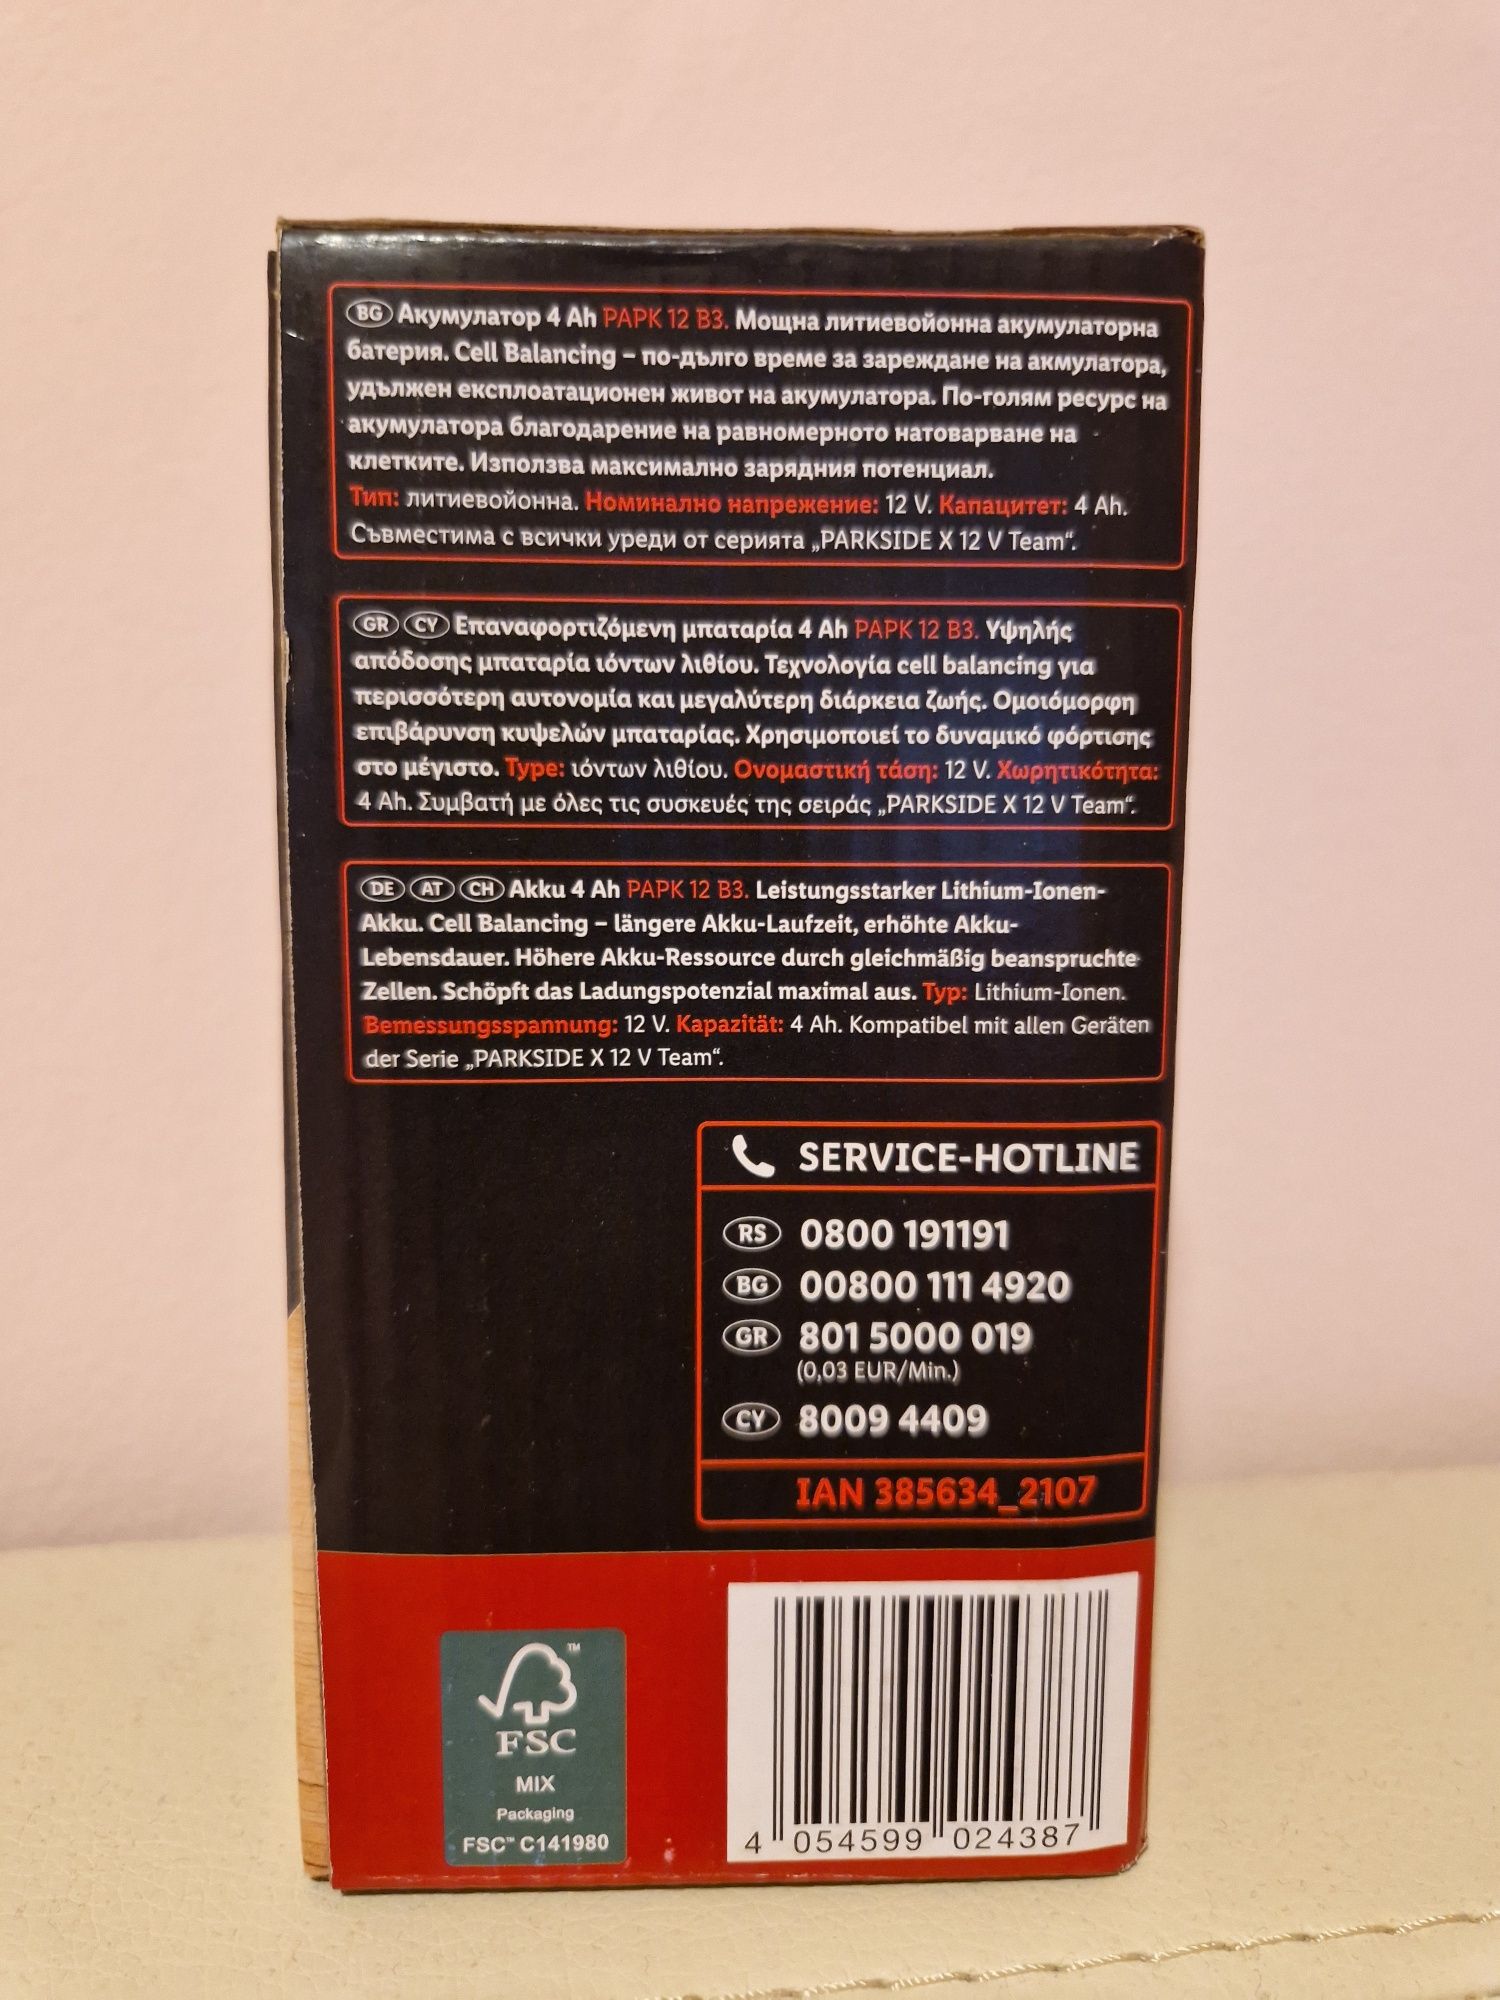 BG Акумулатор 4 Ah PAPK 12 B3. Мощна литиевойонна акумулаторна
батерия. Cell Balancing – по-дълго време за зареждане на акмулатора,
удължен експлоатационен живот на акумулатора. По-голям ресурс на
акумулатора благодарение на равномерното натоварване на
клетките. Използва максимално зарядния потенциал.
Тип: литиевойонна. Номинално напрежение: 12 V. Капацитет: 4 Ah.
Съвместима с всички уреди от серията „PARKSIDE X 12 V Team“.
GR CY Επαναφορτιζόμενη μπαταρία 4 Ah PAPK 12 B3. Υψηλής
απόδοσης μπαταρία ιόντων λιθίου. Τεχνολογία cell balancing για
περισσότερη αυτονομία και μεγαλύτερη διάρκεια ζωής. Ομοιόμορφη
επιβάρυνση κυψελών μπαταρίας. Χρησιμοποιεί το δυναμικό φόρτισης
στο μέγιστο. Type: ιόντων λιθίου. Ονομαστική τάση: 12 V. Χωρητικότητα:
4 Ah. Συμβατή με όλες τις συσκευές της σειράς „PARKSIDE X 12 V Team“.
DE AT CH Akku 4 Ah PAPK 12 B3. Leistungsstarker Lithium-Ionen-
Akku. Cell Balancing – längere Akku-Laufzeit, erhöhte Akku-
Lebensdauer. Höhere Akku-Ressource durch gleichmäßig beanspruchte
Zellen. Schöpft das Ladungspotenzial maximal aus. Typ: Lithium-Ionen.
Bemessungsspannung: 12 V. Kapazität: 4 Ah. Kompatibel mit allen Geräten
der Serie „PARKSIDE X 12 V Team“.
SERVICE-HOTLINE
RS 0800 191191
BG 00800 111 4920
GR 801 5000 019
(0,03 EUR/Min.)
CY 8009 4409
IAN 385634_2107
™
FSC
MIX
Packaging
FSC™ C141980
4 054599 024387